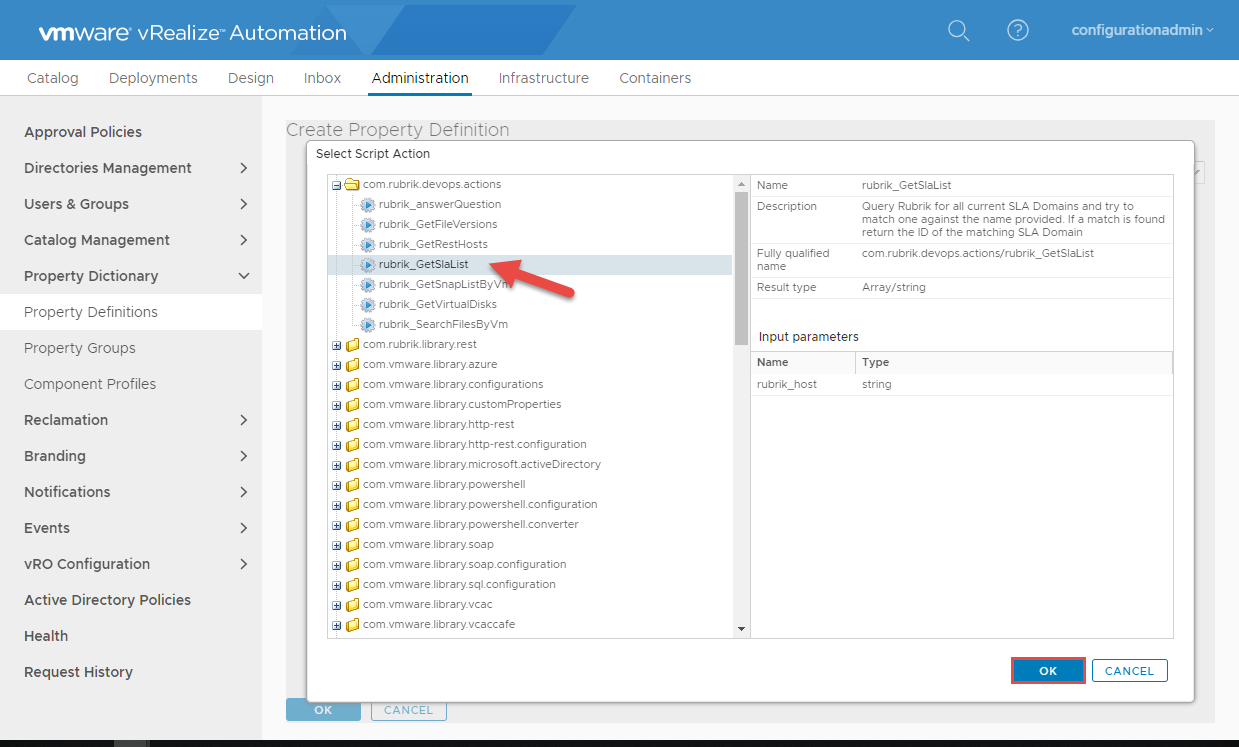 vmware vRealize™ Automation
configurationadmin
Catalog Deployments Design Inbox Administration Infrastructure Containers
Approval Policies
Directories Management
Users & Groups
Catalog Management
Property Dictionary
Property Definitions
Property Groups
Component Profiles
Reclamation
Branding
Notifications
Events
vRO Configuration
Active Directory Policies
Health
Request History
Create Property Definition
Select Script Action
com.rubrik.devops.actions
rubrik_answerQuestion
rubrik_GetFileVersions
rubrik_GetRestHosts
rubrik_GetSlaList
rubrik_GetSnapListByVm
rubrik_GetVirtualDisks
rubrik_SearchFilesByVm
com.rubrik.library.rest
com.vmware.library.azure
com.vmware.library.configurations
com.vmware.library.customProperties
com.vmware.library.http-rest
com.vmware.library.http-rest.configuration
com.vmware.library.microsoft.activeDirectory
com.vmware.library.powershell
com.vmware.library.powershell.configuration
com.vmware.library.powershell.converter
com.vmware.library.soap
com.vmware.library.soap.configuration
com.vmware.library.sql.configuration
com.vmware.library.vcac
com.vmware.library.vcaccafe
Name rubrik_GetSlaList
Description Query Rubrik for all current SLA Domains and try to
match one against the name provided. If a match is found
return the ID of the matching SLA Domain
Fully qualified com.rubrik.devops.actions/rubrik_GetSlaList
name
Result type Array/string
Input parameters
Name Type
rubrik_host string
OK CANCEL
OK CANCEL